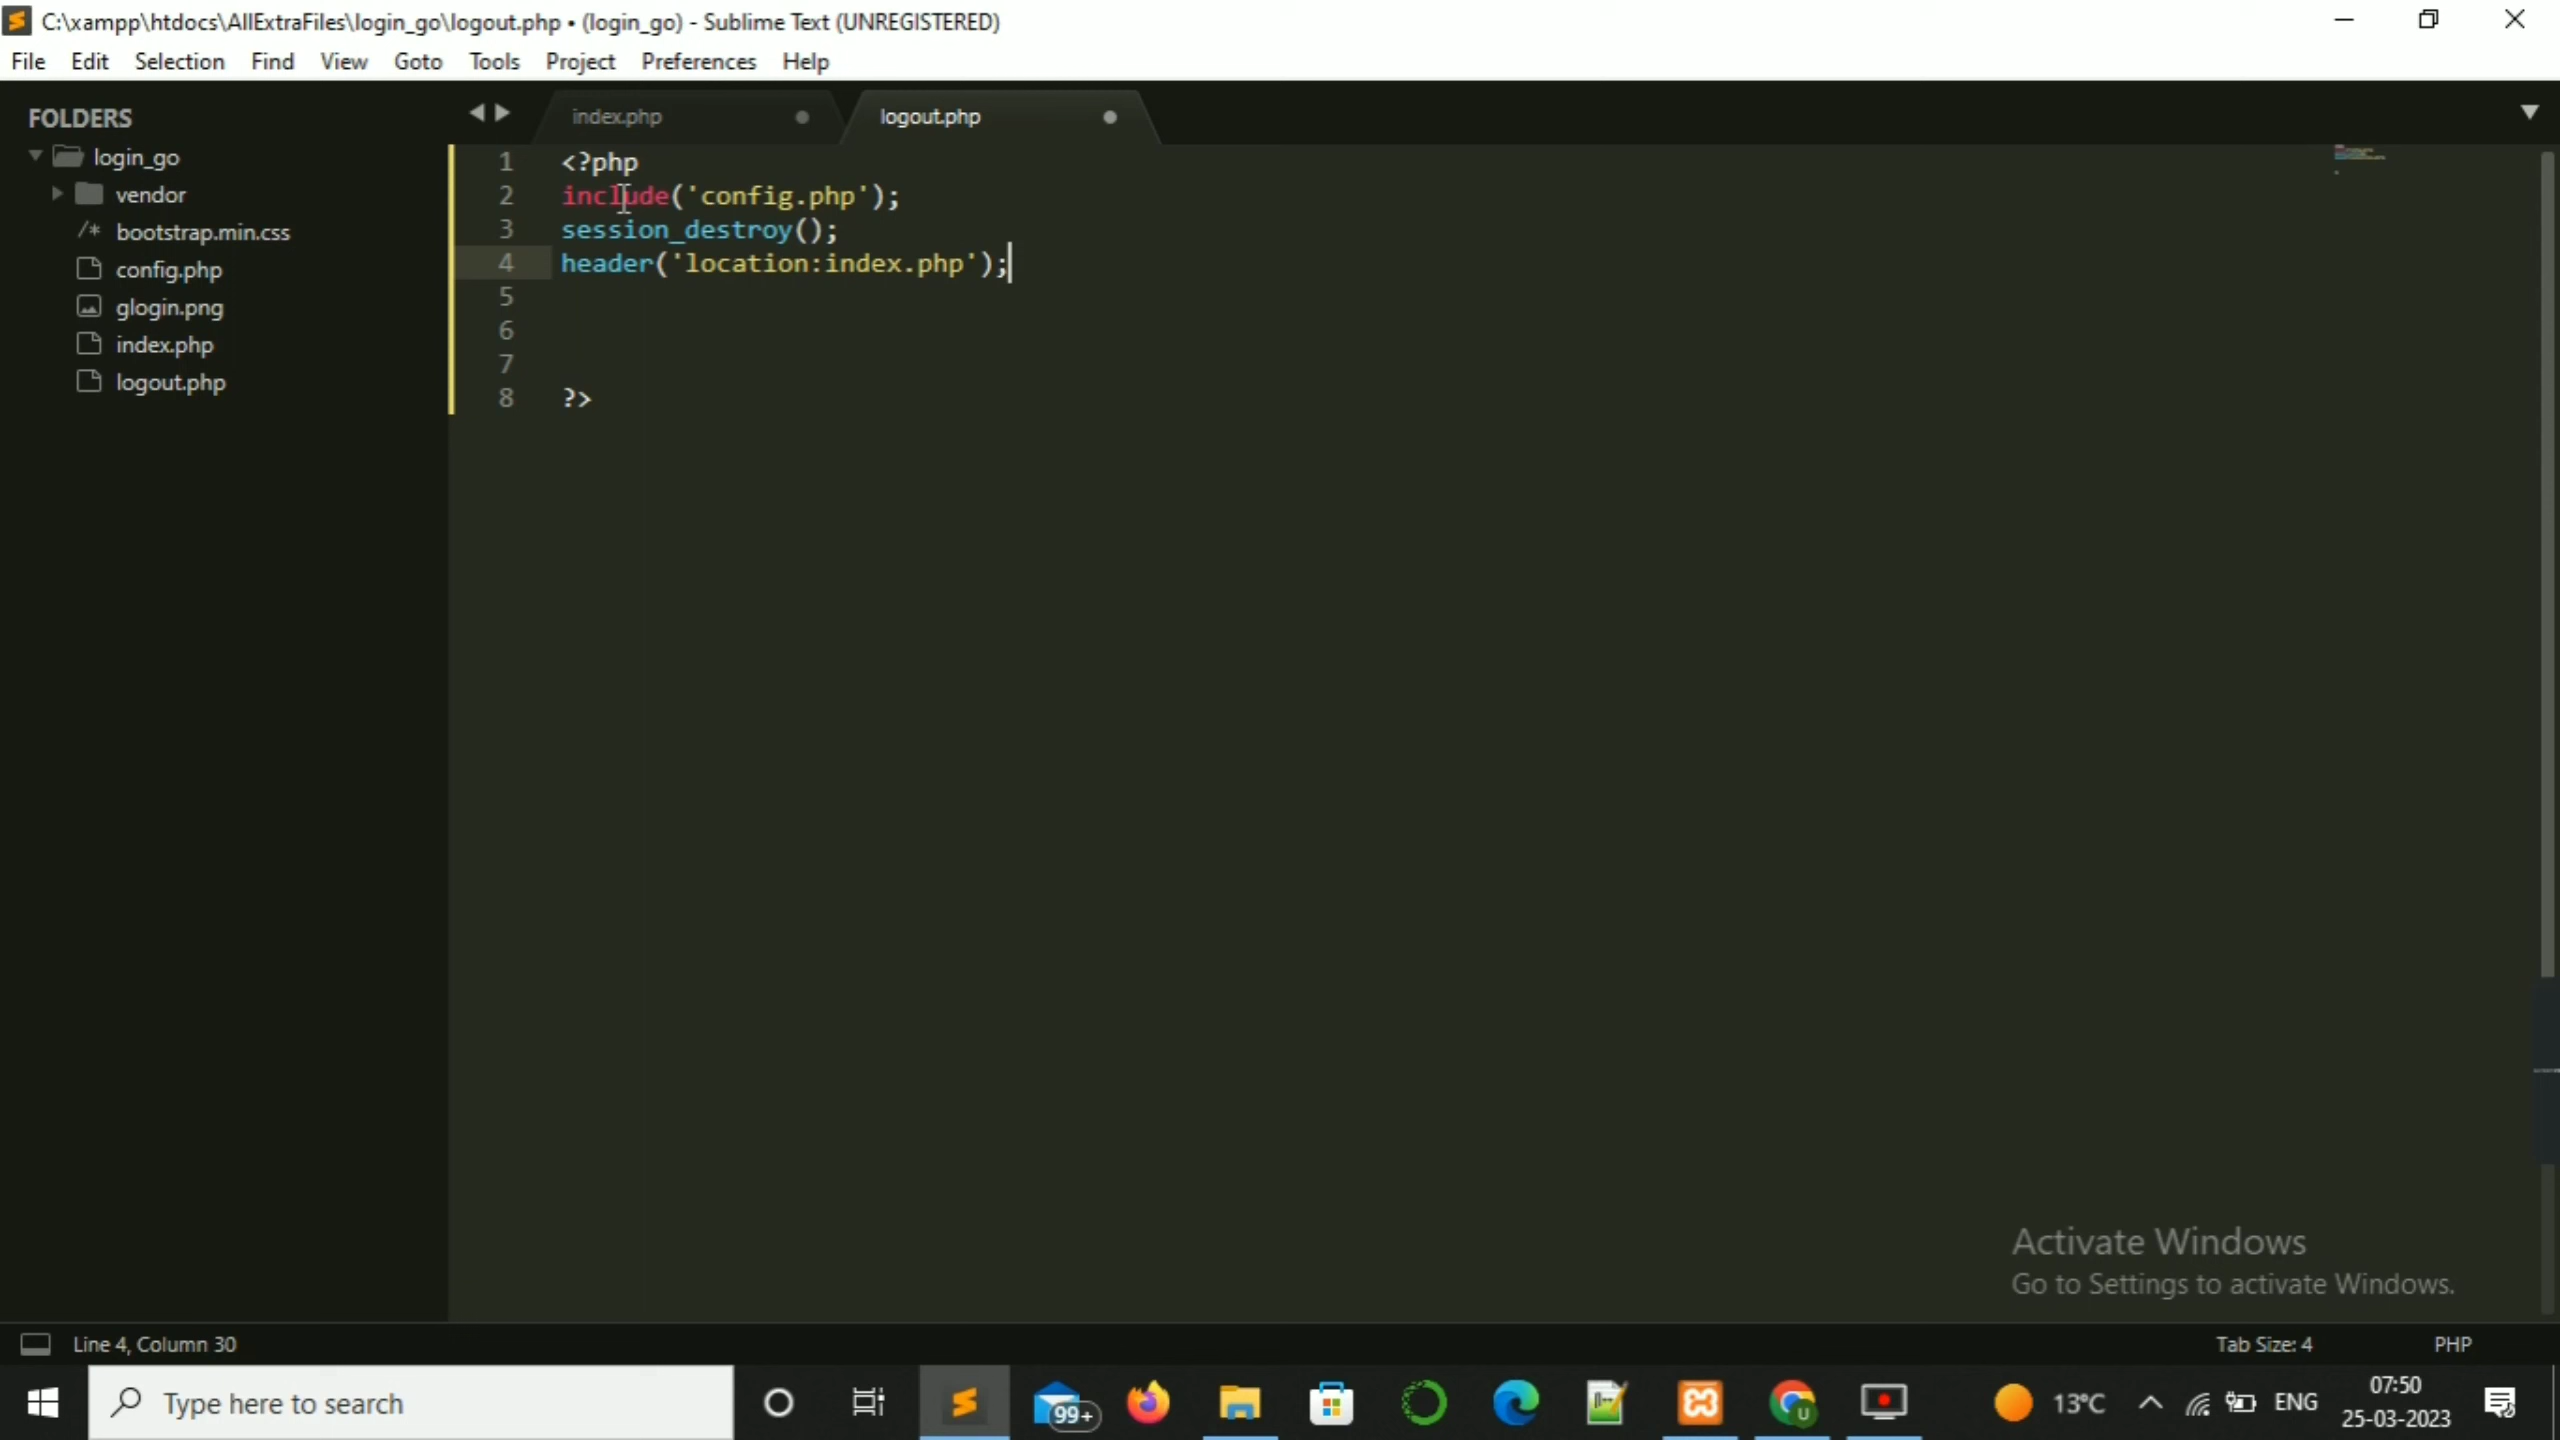 C:\xampp\htdocs\AllExtraFiles\login_go\logout.php • (login_go) - Sublime Text (UNREGISTERED)
File Edit Selection Find View Goto Tools Project Preferences Help
FOLDERS
login_go
vendor
/* bootstrap.min.css
config.php
glogin.png
index.php
logout.php
index.php logout.php
1 <?php
2 include('config.php');
3 session_destroy();
4 header('location:index.php');
5
6
7
8 ?>
Activate Windows
Go to Settings to activate Windows.
Line 4, Column 30 Tab Size: 4 PHP
Type here to search 99+ U 13°C ENG 07:50
25-03-2023